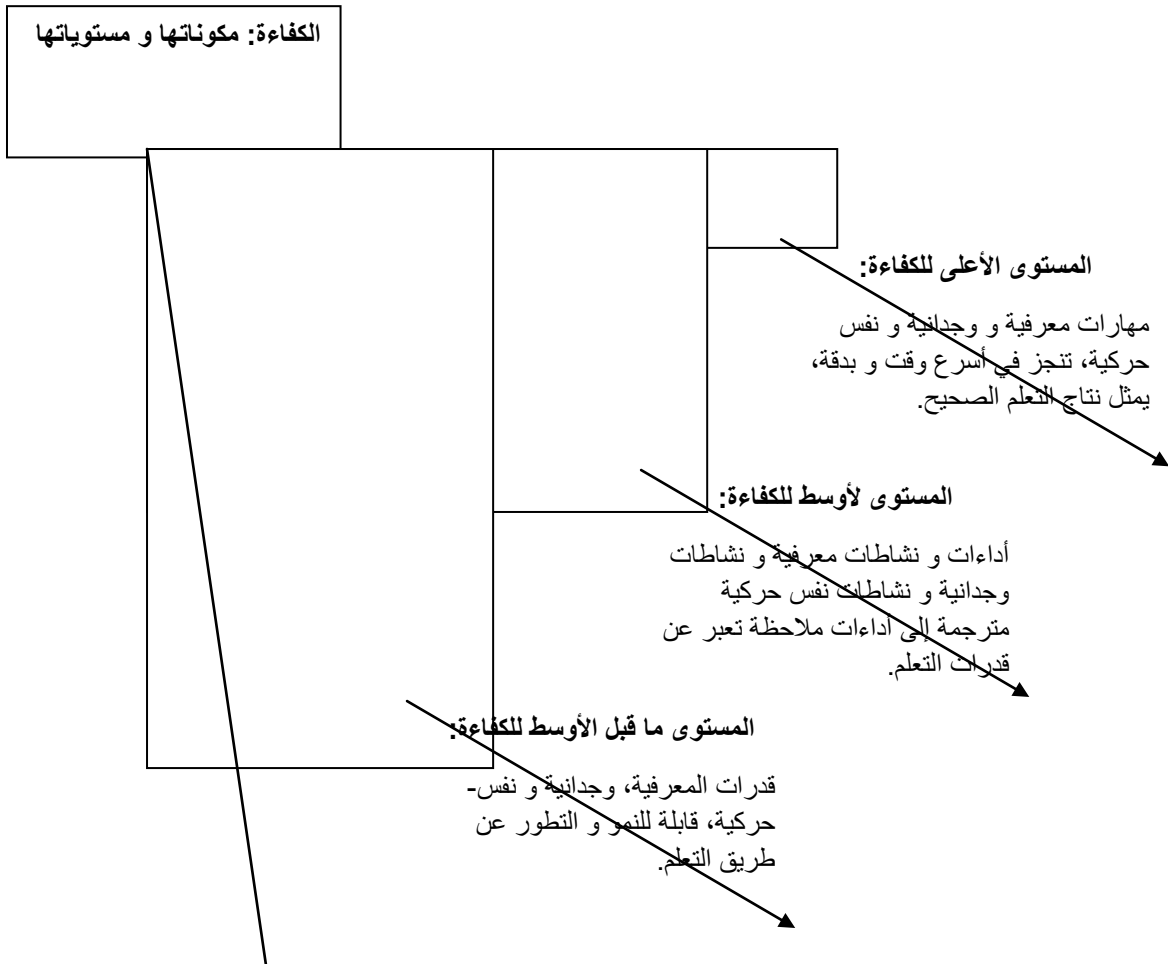 الكفاءة: مكوناتها و مستوياتها
المستوى الأعلى للكفاءة:
مهارات معرفية و وجدانية و نفس
حركية، تنجز في أسرع وقت و بدقة،
يمثل نتاج التعلم الصحيح.
المستوى لأوسط للكفاءة:
أداءات و نشاطات معرفية و نشاطات
وجدانية و نشاطات نفس حركية
مترجمة إلى أداءات ملاحظة تعبر عن
قدرات التعلم.
المستوى ما قبل الأوسط للكفاءة:
قدرات المعرفية، وجدانية و نفس-
حركية، قابلة للنمو و التطور عن
طريق التعلم.